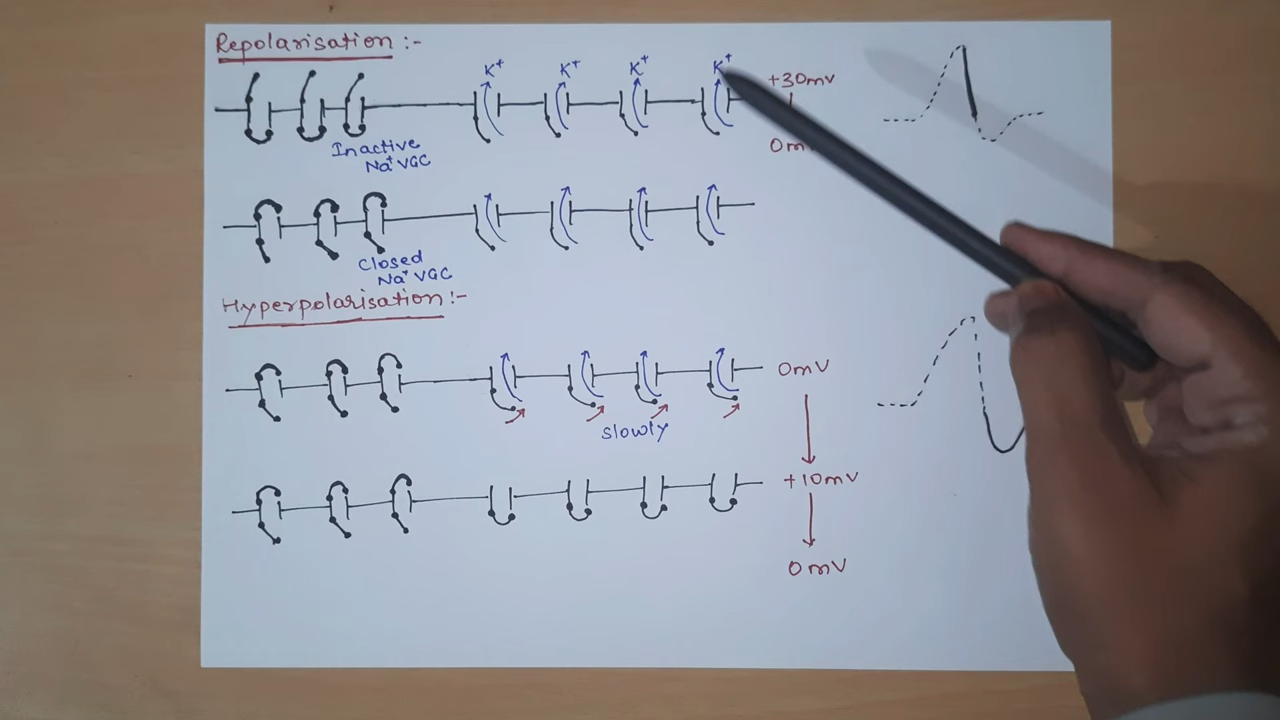 Repolarisation :-
K+ K+ K+ K+
+30mV
Inactive
Na+ VGC
Closed
Na+ VGC
Hyperpolarisation :-
0mV
slowly
+10mV
0mV